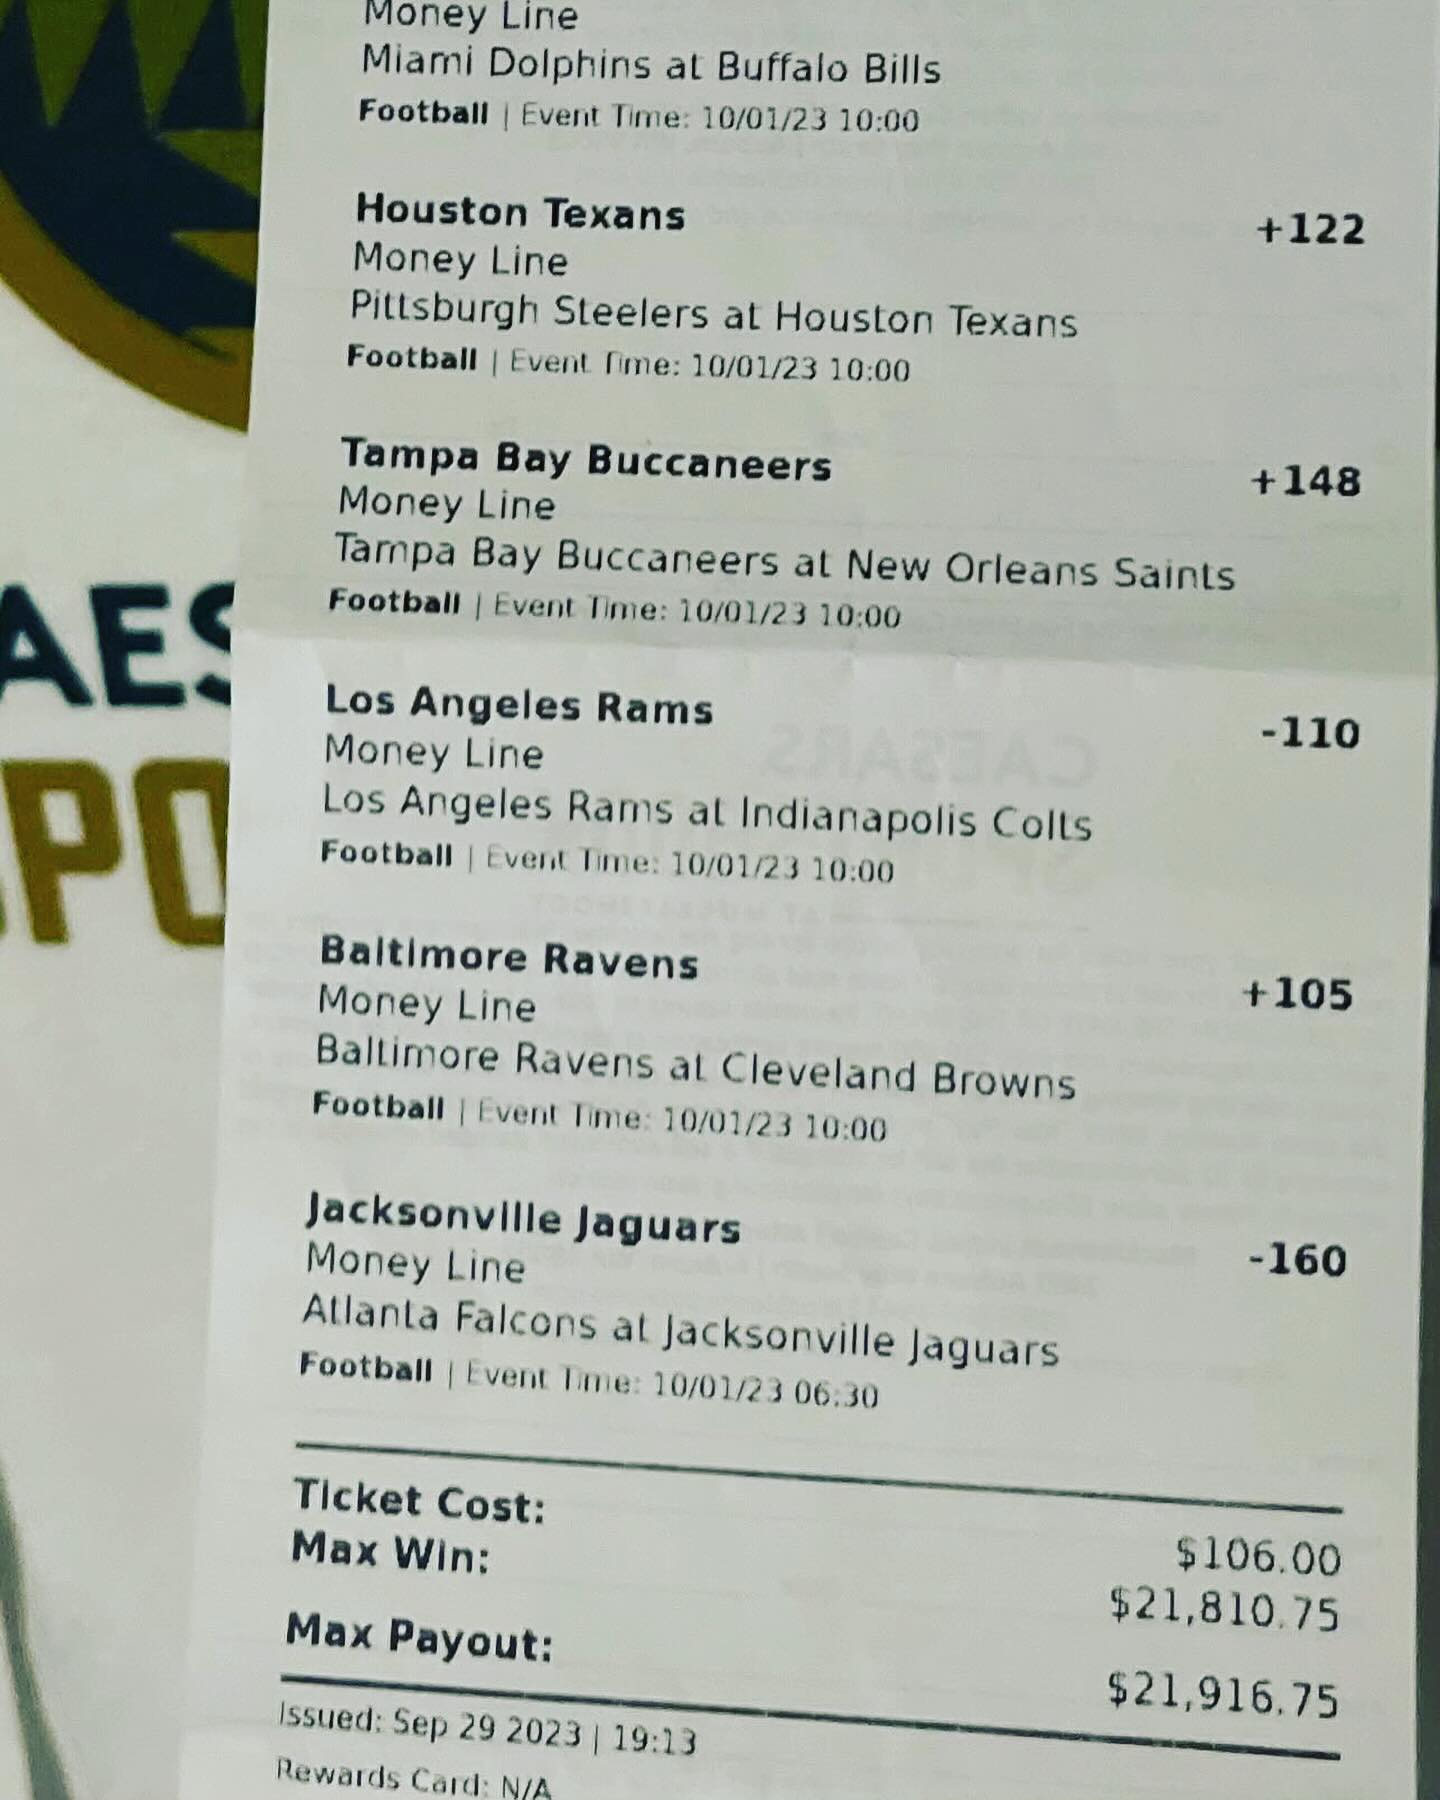 Money Line
Miami Dolphins at Buffalo Bills
Football | Event Time: 10/01/23 10:00
Houston Texans +122
Money Line
Pittsburgh Steelers at Houston Texans
Football | Event Time: 10/01/23 10:00
Tampa Bay Buccaneers +148
Money Line
Tampa Bay Buccaneers at New Orleans Saints
Football | Event Time: 10/01/23 10:00
Los Angeles Rams -110
Money Line
Los Angeles Rams at Indianapolis Colts
Football | Event Time: 10/01/23 10:00
Baltimore Ravens +105
Money Line
Baltimore Ravens at Cleveland Browns
Football | Event Time: 10/01/23 10:00
Jacksonville Jaguars -160
Money Line
Atlanta Falcons at Jacksonville Jaguars
Football | Event Time: 10/01/23 06:30
Ticket Cost: $106.00
Max Win: $21,810.75
Max Payout: $21,916.75
Issued: Sep 29 2023 | 19:13
Rewards Card: N/A
AES
SPO
CAESARS